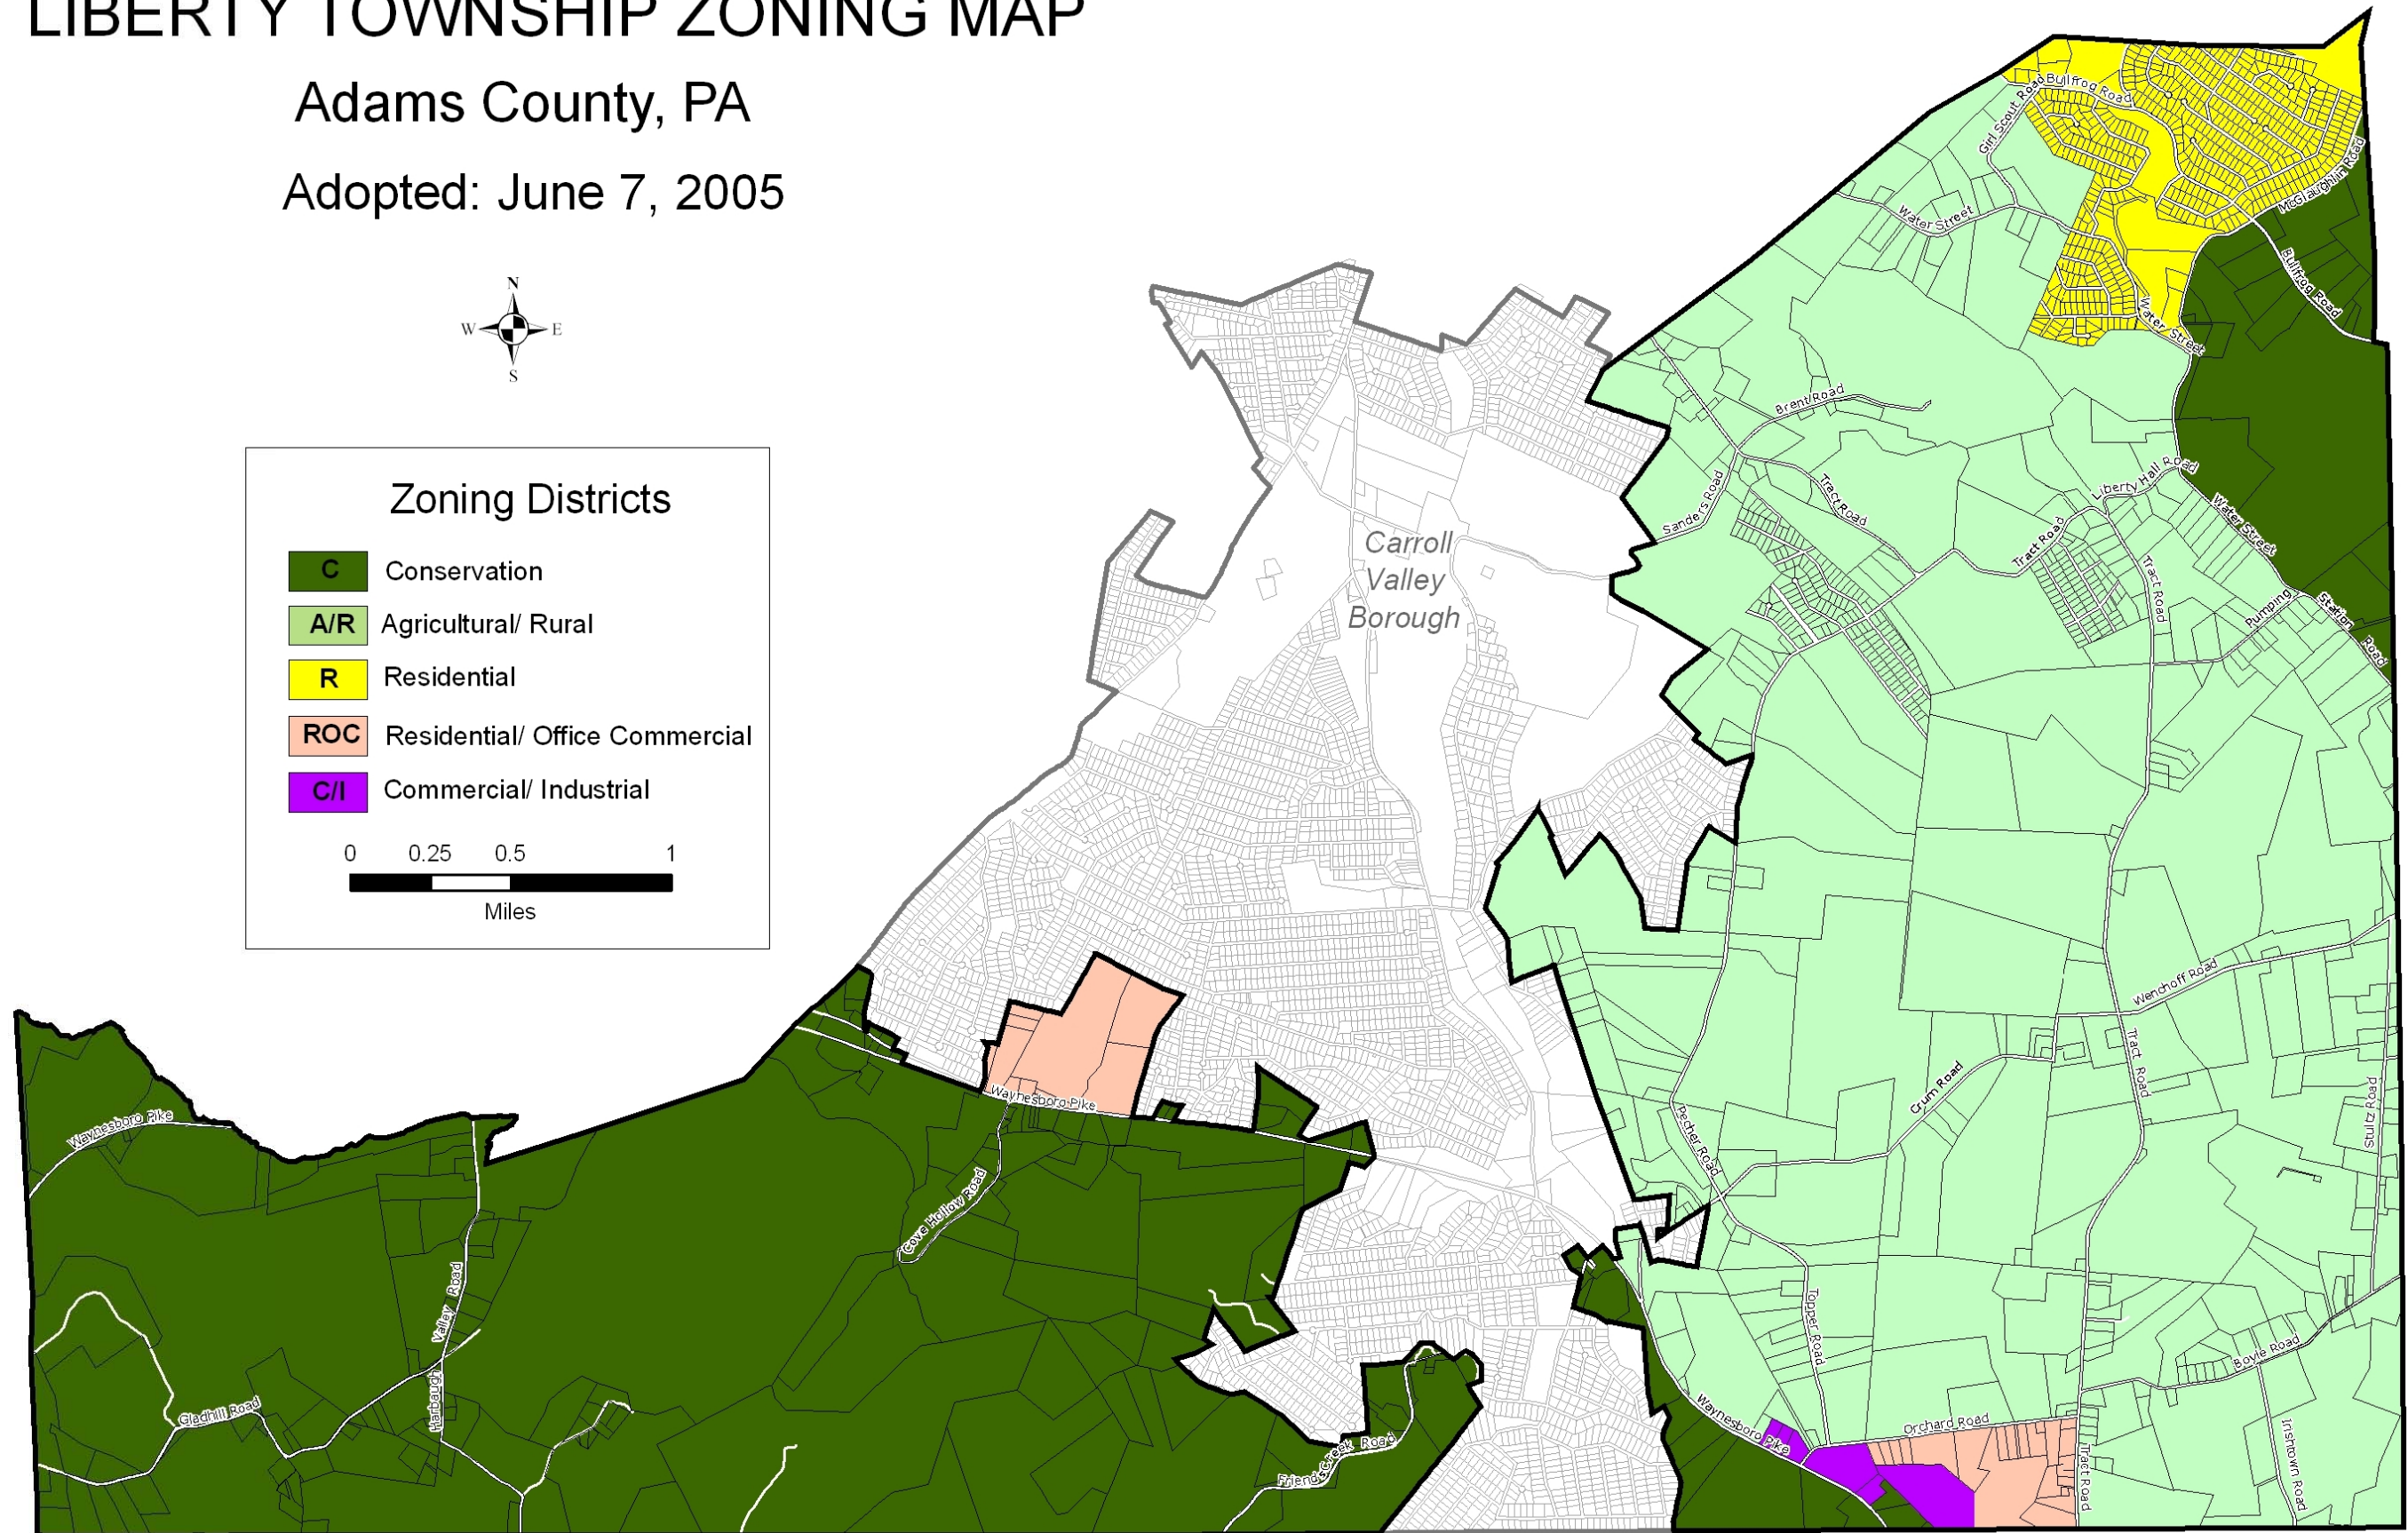 LIBERTY TOWNSHIP ZONING MAP
Adams County, PA
Adopted: June 7, 2005
N
W E
S
Zoning Districts
C Conservation
A/R Agricultural/ Rural
R Residential
ROC Residential/ Office Commercial
C/I Commercial/ Industrial
0 0.25 0.5 1
Miles
Carroll
Valley
Borough
Bullfrog Road
Girl Scout Road
McGlaughlin Road
Water Street
Bullfrog Road
Water Street
Brent Road
Sanders Road
Tract Road
Liberty Hall Road
Water Street
Tract Road
Tract Road
Pumping
Station
Road
Wenchoff Road
Tract Road
Crum Road
Stultz Road
Pecher Road
Topper Road
Boyle Road
Orchard Road
Waynesboro Pike
Tract Road
Irishtown Road
Waynesboro Pike
Waynesboro Pike
Cove Hollow Road
Valley Road
Harbaugh
Gladhill Road
Friends Creek Road